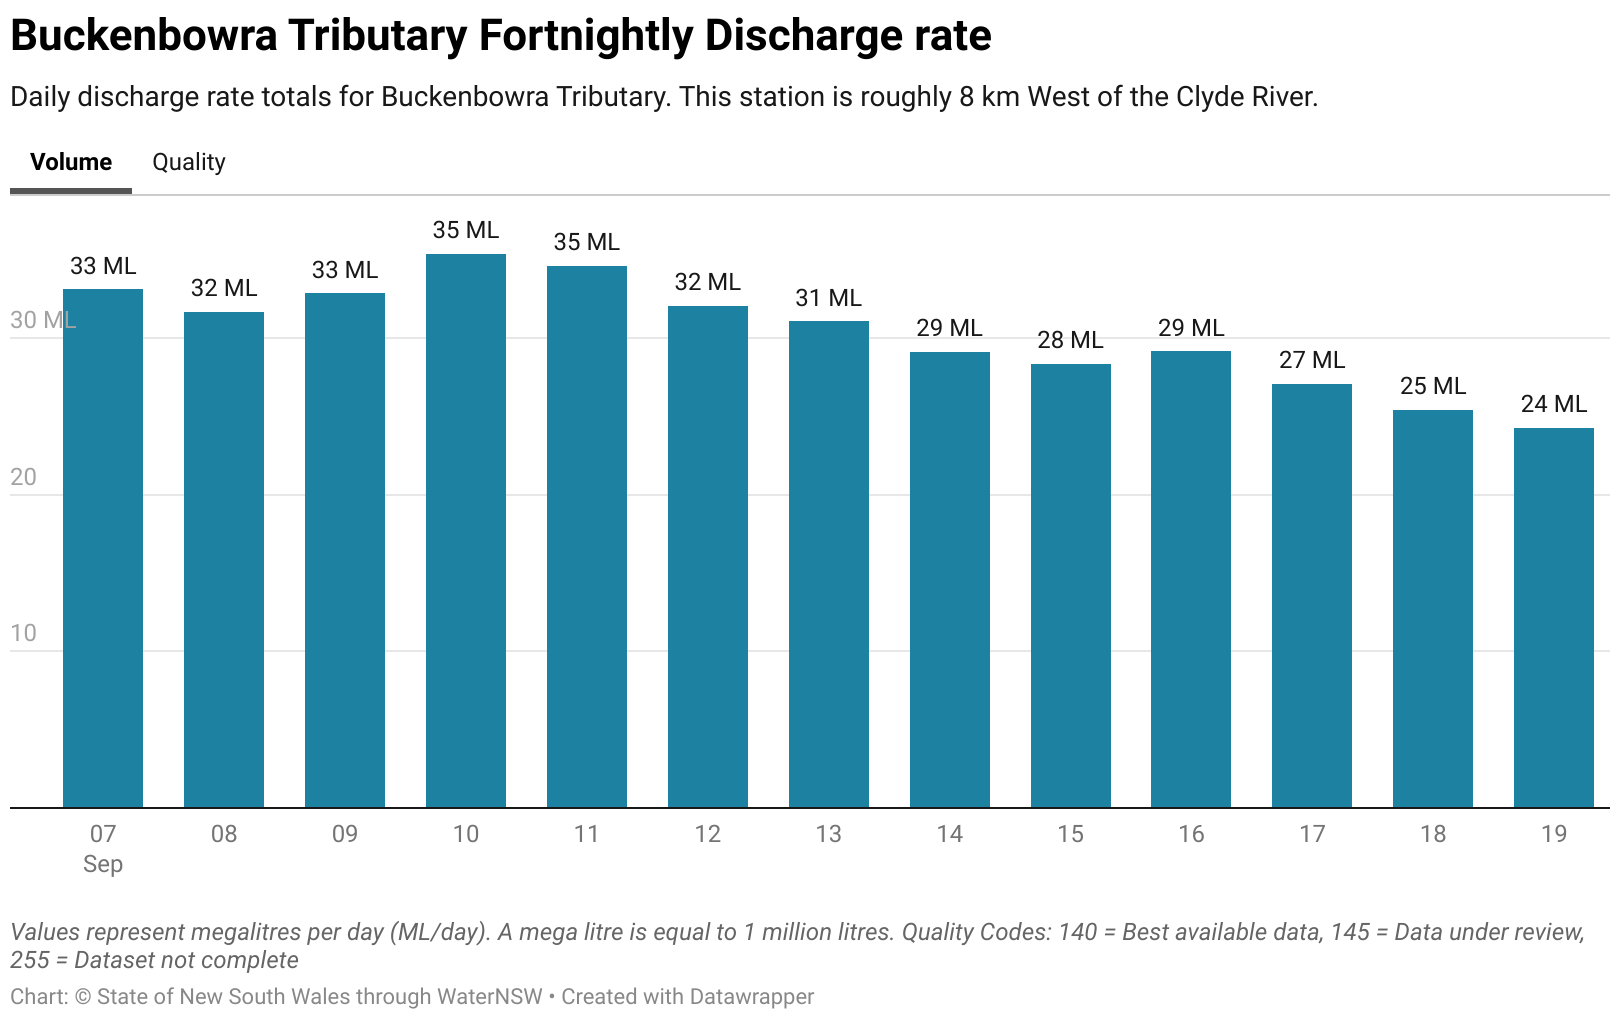 Buckenbowra Tributary Fortnightly Discharge rate
Daily discharge rate totals for Buckenbowra Tributary. This station is roughly 8 km West of the Clyde River.
Volume Quality
35 ML
35 ML
33 ML
33 ML
32 ML
32 ML
31 ML
30 ML
29 ML
29 ML
28 ML
27 ML
25 ML
24 ML
20
10
07 08 09 10 11 12 13 14 15 16 17 18 19
Sep
Values represent megalitres per day (ML/day). A mega litre is equal to 1 million litres. Quality Codes: 140 = Best available data, 145 = Data under review,
255 = Dataset not complete
Chart: © State of New South Wales through WaterNSW • Created with Datawrapper